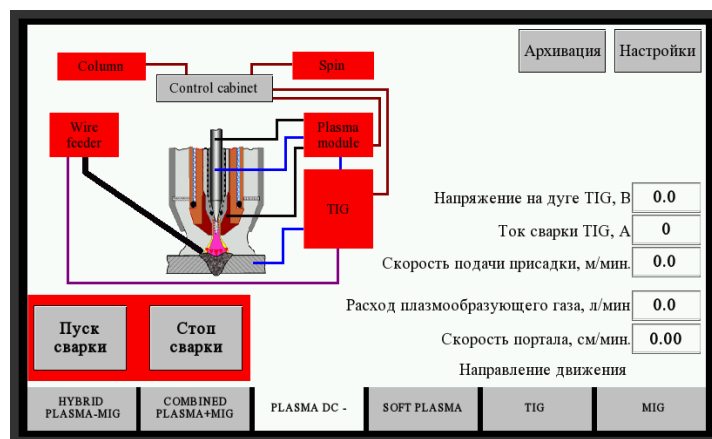 Архивация
Настройки
Column
Spin
Control cabinet
Wire
feeder
Plasma
module
TIG
Напряжение на дуге TIG, В
0.0
Ток сварки TIG, А
0
Скорость подачи присадки, м/мин.
0.0
Расход плазмообразующего газа, л/мин
0.0
Скорость портала, см/мин.
0.00
Направление движения
Пуск
сварки
Стоп
сварки
HYBRID
PLASMA-MIG
COMBINED
PLASMA+MIG
PLASMA DC -
SOFT PLASMA
TIG
MIG